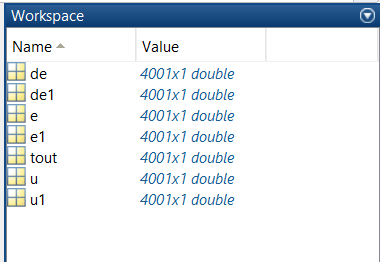 Workspace
Name Value
de 4001x1 double
de1 4001x1 double
e 4001x1 double
e1 4001x1 double
tout 4001x1 double
u 4001x1 double
u1 4001x1 double